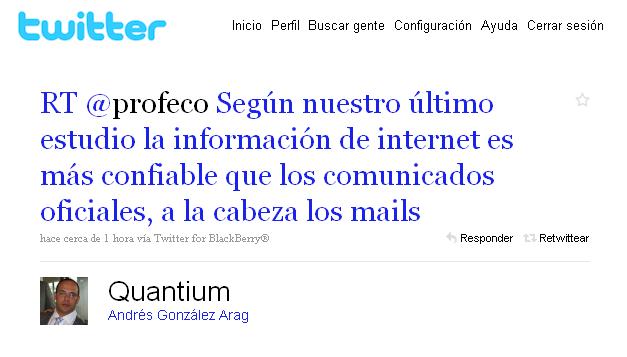 twitter
Inicio Perfil Buscar gente Configuración Ayuda Cerrar sesión
RT @profeco Según nuestro último
estudio la información de internet es
más confiable que los comunicados
oficiales, a la cabeza los mails
hace cerca de 1 hora vía Twitter for BlackBerry®
Responder Retwittear
Quantium
Andrés González Arag